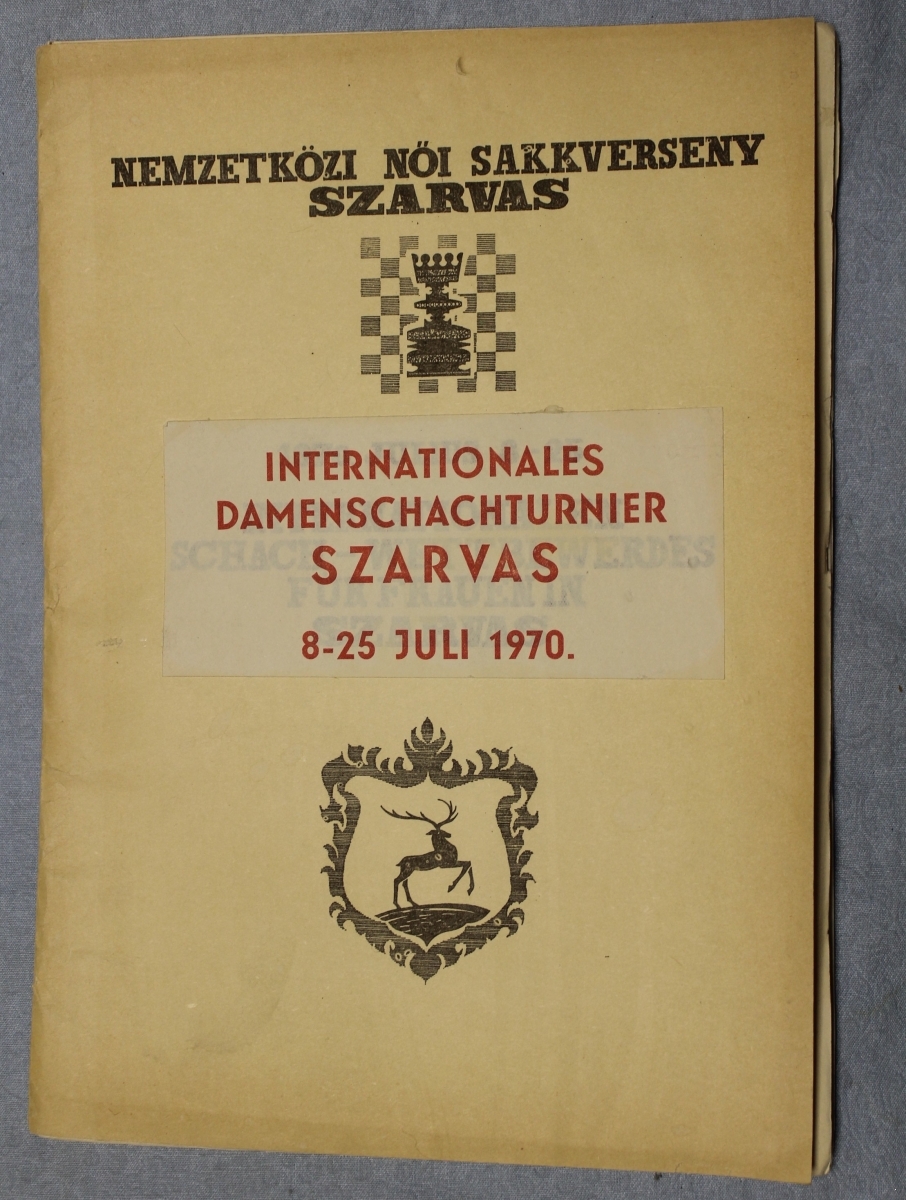 NEMZETKÖZI NŐI SAKKVERSENY
SZARVAS
INTERNATIONALES
DAMENSCHACHTURNIER
SZARVAS
8-25 JULI 1970.